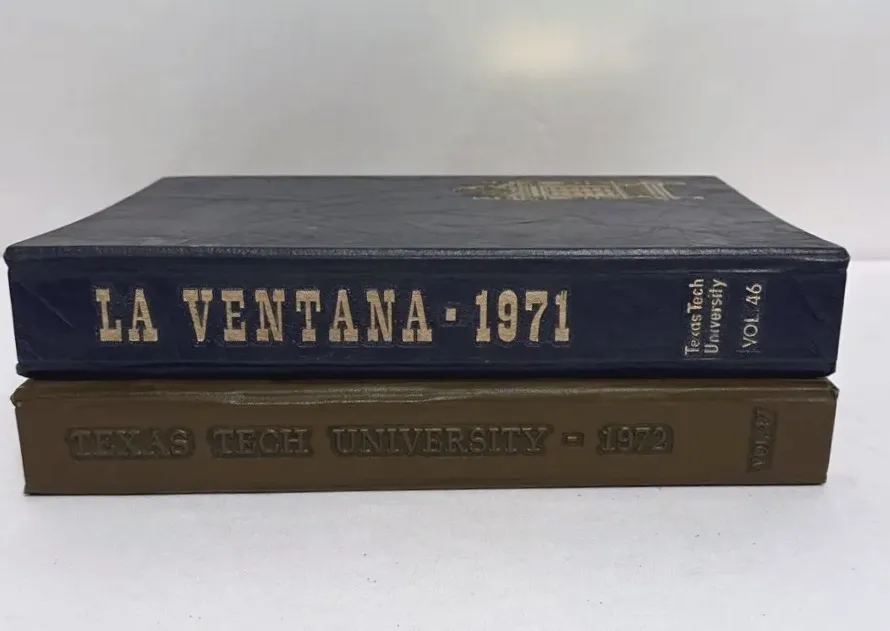 LA VENTANA - 1971
Texas Tech
University
VOL. 46
TEXAS TECH UNIVERSITY - 1972
VOL. 47